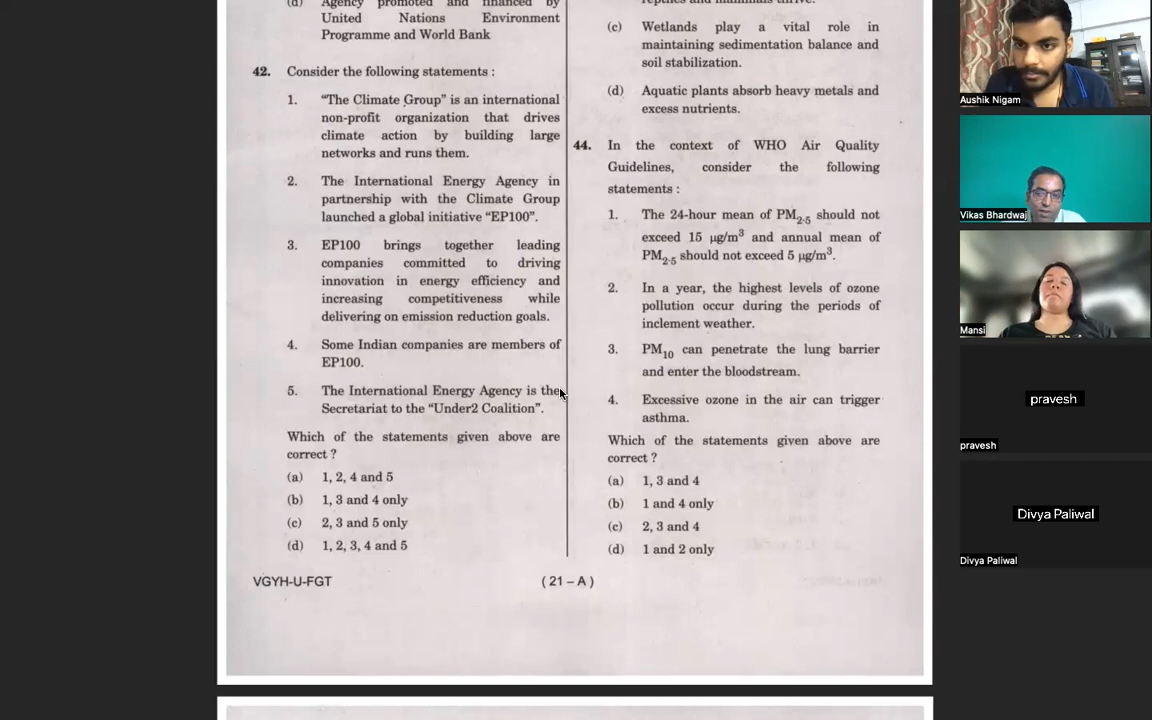 (d) Agency promoted and financed by
United Nations Environment
Programme and World Bank
42. Consider the following statements :
1. "The Climate Group" is an international
non-profit organization that drives
climate action by building large
networks and runs them.
2. The International Energy Agency in
partnership with the Climate Group
launched a global initiative "EP100".
3. EP100 brings together leading
companies committed to driving
innovation in energy efficiency and
increasing competitiveness while
delivering on emission reduction goals.
4. Some Indian companies are members of
EP100.
5. The International Energy Agency is the
Secretariat to the "Under2 Coalition".
Which of the statements given above are
correct ?
(a) 1, 2, 4 and 5
(b) 1, 3 and 4 only
(c) 2, 3 and 5 only
(d) 1, 2, 3, 4 and 5
VGYH-U-FGT
( 21 – A )
(c) Wetlands play a vital role in
maintaining sedimentation balance and
soil stabilization.
(d) Aquatic plants absorb heavy metals and
excess nutrients.
44. In the context of WHO Air Quality
Guidelines, consider the following
statements :
1. The 24-hour mean of PM2·5 should not
exceed 15 μg/m³ and annual mean of
PM2·5 should not exceed 5 μg/m³.
2. In a year, the highest levels of ozone
pollution occur during the periods of
inclement weather.
3. PM10 can penetrate the lung barrier
and enter the bloodstream.
4. Excessive ozone in the air can trigger
asthma.
Which of the statements given above are
correct ?
(a) 1, 3 and 4
(b) 1 and 4 only
(c) 2, 3 and 4
(d) 1 and 2 only
Aushik Nigam
Vikas Bhardwaj
Mansi
pravesh
pravesh
Divya Paliwal
Divya Paliwal